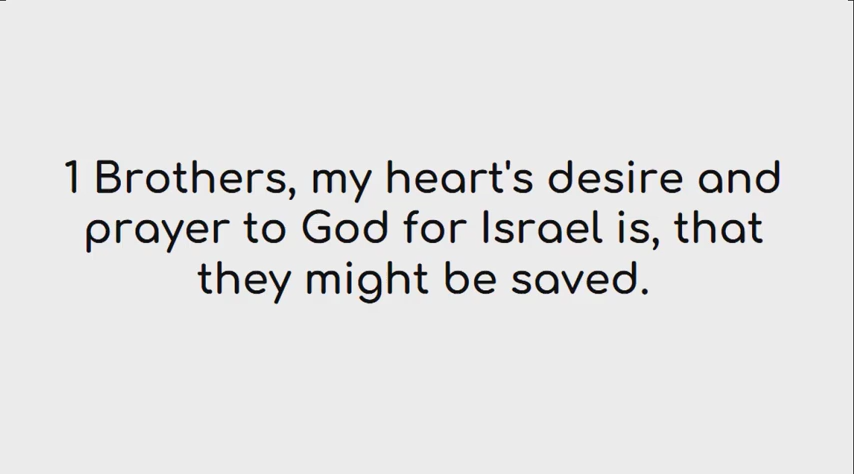 1 Brothers, my heart's desire and
prayer to God for Israel is, that
they might be saved.